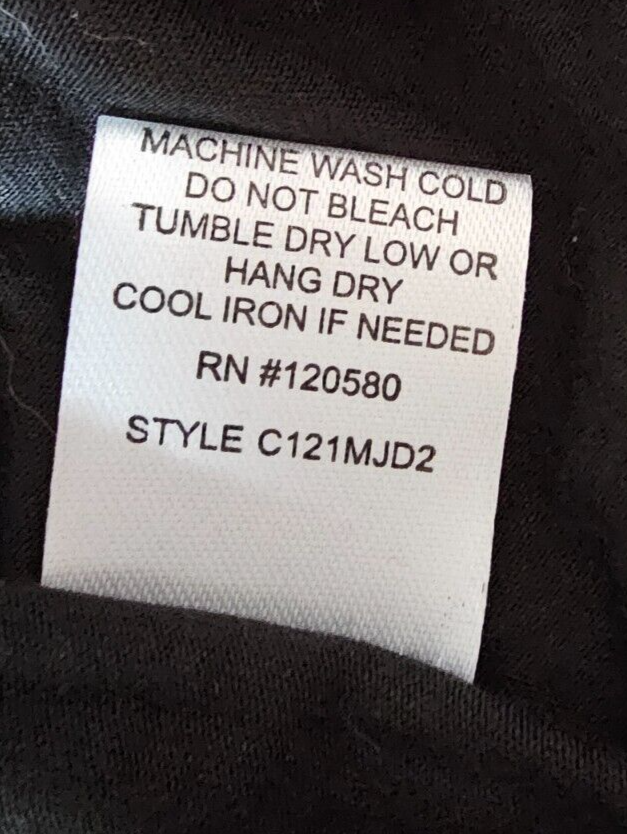 MACHINE WASH COLD
DO NOT BLEACH
TUMBLE DRY LOW OR
HANG DRY
COOL IRON IF NEEDED
RN #120580
STYLE C121MJD2